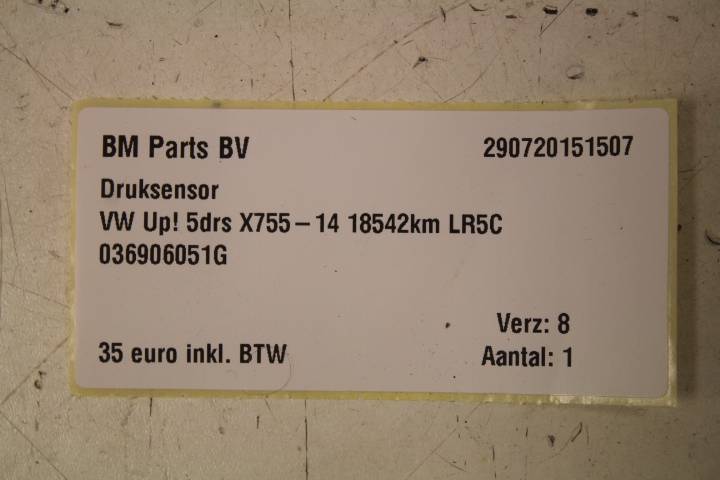 BM Parts BV 290720151507
Druksensor
VW Up! 5drs X755-14 18542km LR5C
036906051G
Verz: 8
35 euro inkl. BTW Aantal: 1